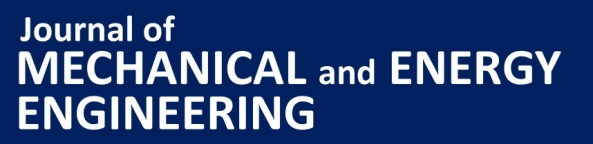 Journal of
MECHANICAL and ENERGY
ENGINEERING